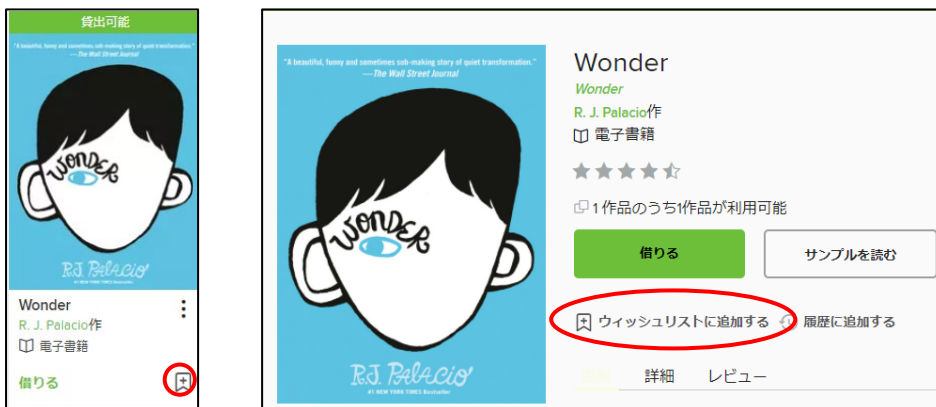 貸出可能
"A beautiful, funny and sometimes sob-making story of quiet transformation."
—The Wall Street Journal
WONDER
R.J. PALACIO
#1 NEW YORK TIMES Bestseller
Wonder
R. J. Palacio作
電子書籍
借りる
"A beautiful, funny and sometimes sob-making story of quiet transformation."
—The Wall Street Journal
WONDER
R.J. PALACIO
#1 NEW YORK TIMES Bestseller
Wonder
Wonder
R. J. Palacio作
電子書籍
1作品のうち1作品が利用可能
借りる サンプルを読む
ウィッシュリストに追加する 履歴に追加する
詳細 レビュー